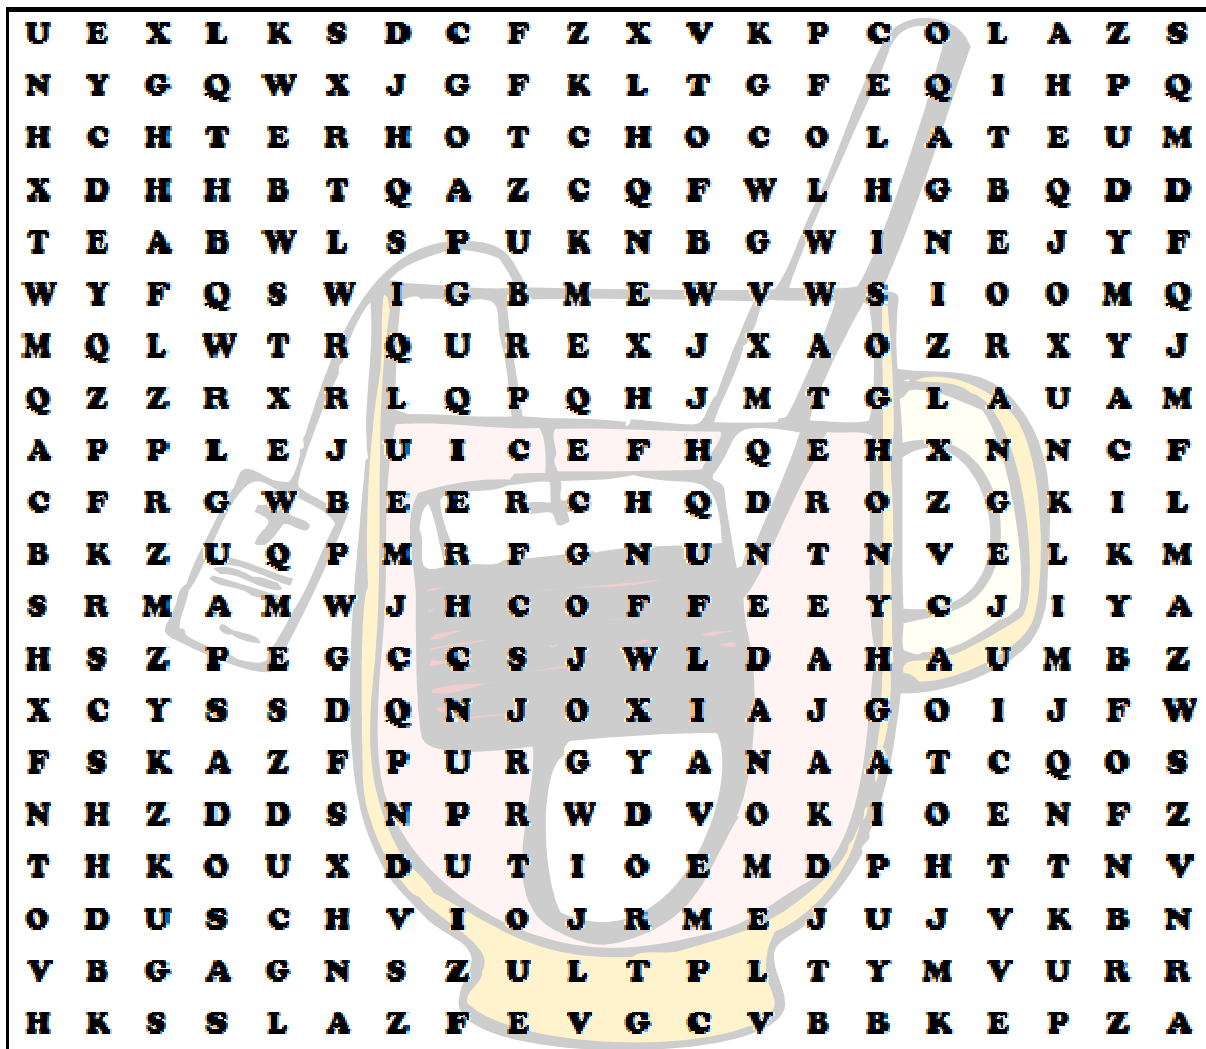 U E X L K S D C F Z X V K P C O L A Z S
N Y G Q W X J G F K L T G F E Q I H P Q
H C H T E R H O T C H O C O L A T E U M
X D H H B T Q A Z C Q F W L H G B Q D D
T E A B W L S P U K N B G W I N E J Y F
W Y F Q S W I G B M E W V W S I O O M Q
M Q L W T R Q U R E X J X A O Z R X Y J
Q Z Z R X R L Q P Q H J M T G L A U A M
A P P L E J U I C E F H Q E H X N N C F
C F R G W B E E R C H Q D R O Z G K I L
B K Z U Q P M R F G N U N T N V E L K M
S R M A M W J H C O F F E E Y C J I Y A
H S Z P E G C C S J W L D A H A U M B Z
X C Y S S D Q N J O X I A J G O I J F W
F S K A Z F P U R G Y A N A A T C Q O S
N H Z D D S N P R W D V O K I O E N F Z
T H K O U X D U T I O E M D P H T T N V
O D U S C H V I O J R M E J U J V K B N
V B G A G N S Z U L T P L T Y M V U R R
H K S S L A Z F E V G C V B B K E P Z A